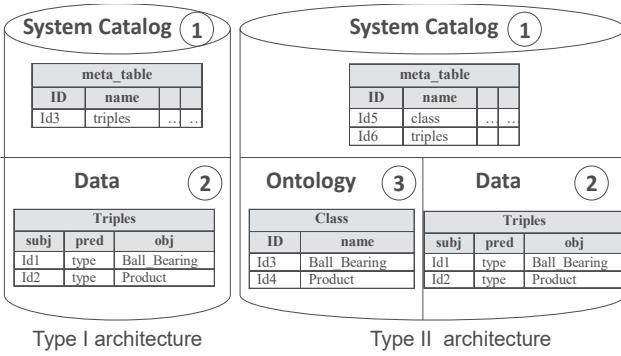 System Catalog 1
meta_table
ID name
Id3 triples … …
Data 2
Triples
subj pred obj
Id1 type Ball_Bearing
Id2 type Product
Type I architecture
System Catalog 1
meta_table
ID name
Id5 class … …
Id6 triples
Ontology 3
Class
ID name
Id3 Ball_Bearing
Id4 Product
Data 2
Triples
subj pred obj
Id1 type Ball_Bearing
Id2 type Product
Type II architecture